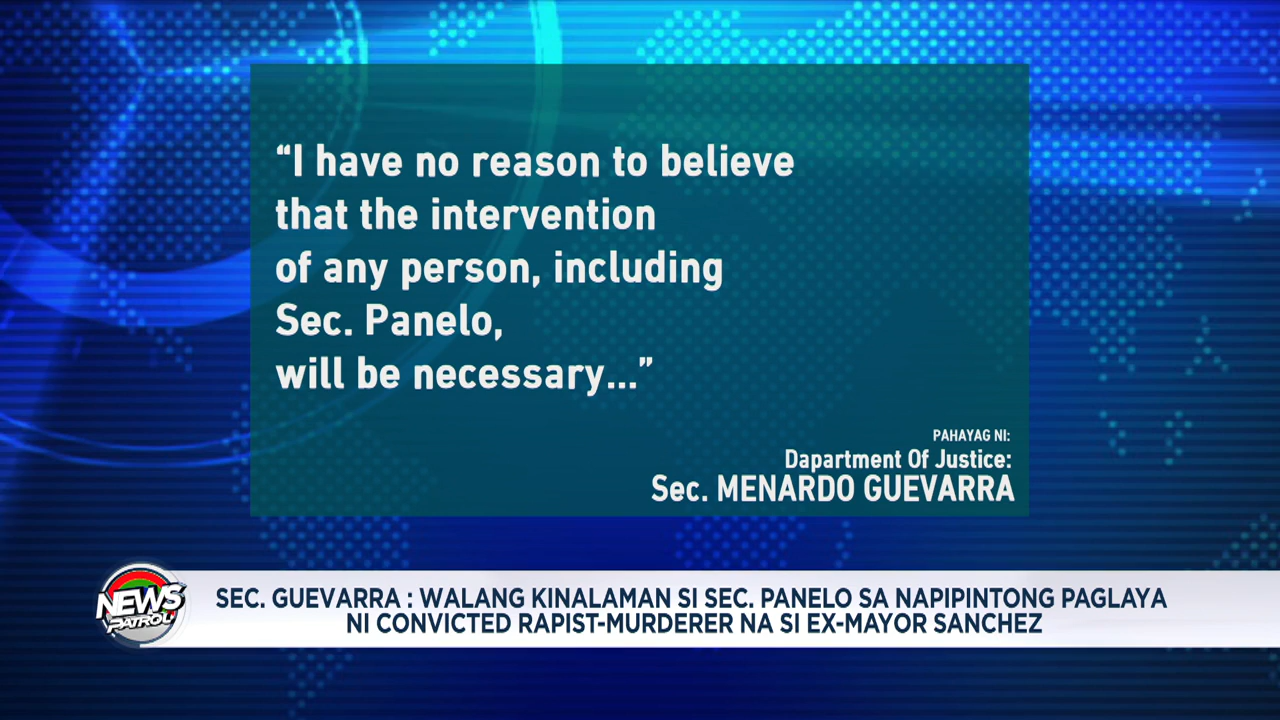 “I have no reason to believe
that the intervention
of any person, including
Sec. Panelo,
will be necessary...”
PAHAYAG NI:
Dapartment Of Justice:
Sec. MENARDO GUEVARRA
NEWS
PATROL
SEC. GUEVARRA : WALANG KINALAMAN SI SEC. PANELO SA NAPIPINTONG PAGLAYA
NI CONVICTED RAPIST-MURDERER NA SI EX-MAYOR SANCHEZ